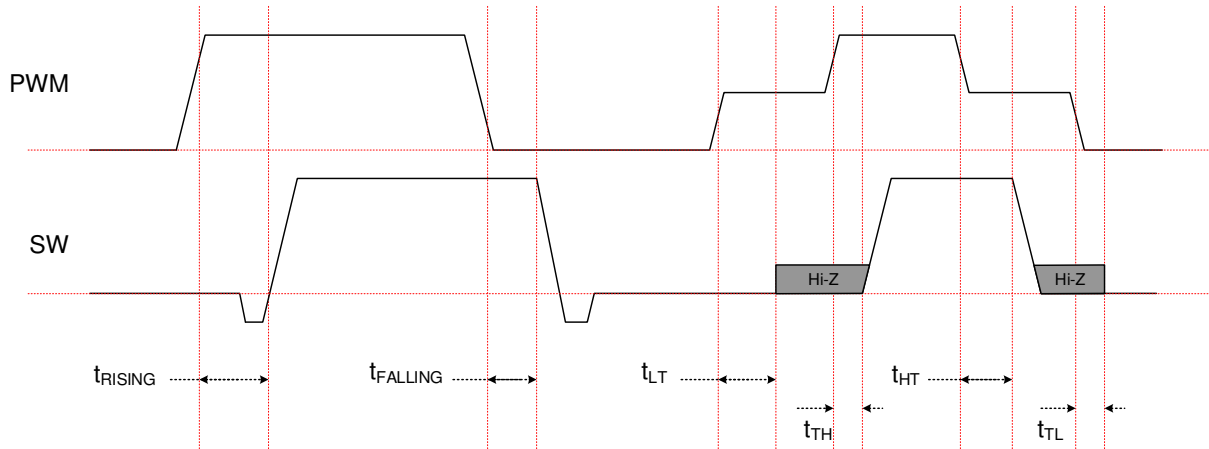 PWM
SW
Hi-Z
Hi-Z
tRISING
tFALLING
tLT
tHT
tTH
tTL